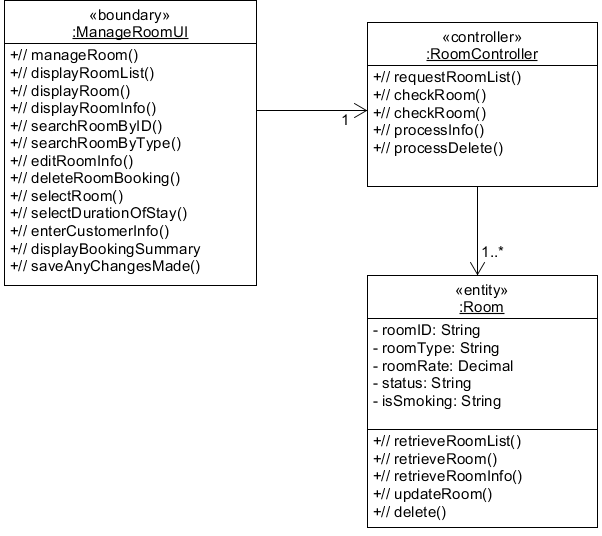 «boundary»
:ManageRoomUI
+// manageRoom()
+// displayRoomList()
+// displayRoom()
+// displayRoomInfo()
+// searchRoomByID()
+// searchRoomByType()
+// editRoomInfo()
+// deleteRoomBooking()
+// selectRoom()
+// selectDurationOfStay()
+// enterCustomerInfo()
+// displayBookingSummary
+// saveAnyChangesMade()
1
«controller»
:RoomController
+// requestRoomList()
+// checkRoom()
+// checkRoom()
+// processInfo()
+// processDelete()
1..*
«entity»
:Room
- roomID: String
- roomType: String
- roomRate: Decimal
- status: String
- isSmoking: String
+// retrieveRoomList()
+// retrieveRoom()
+// retrieveRoomInfo()
+// updateRoom()
+// delete()